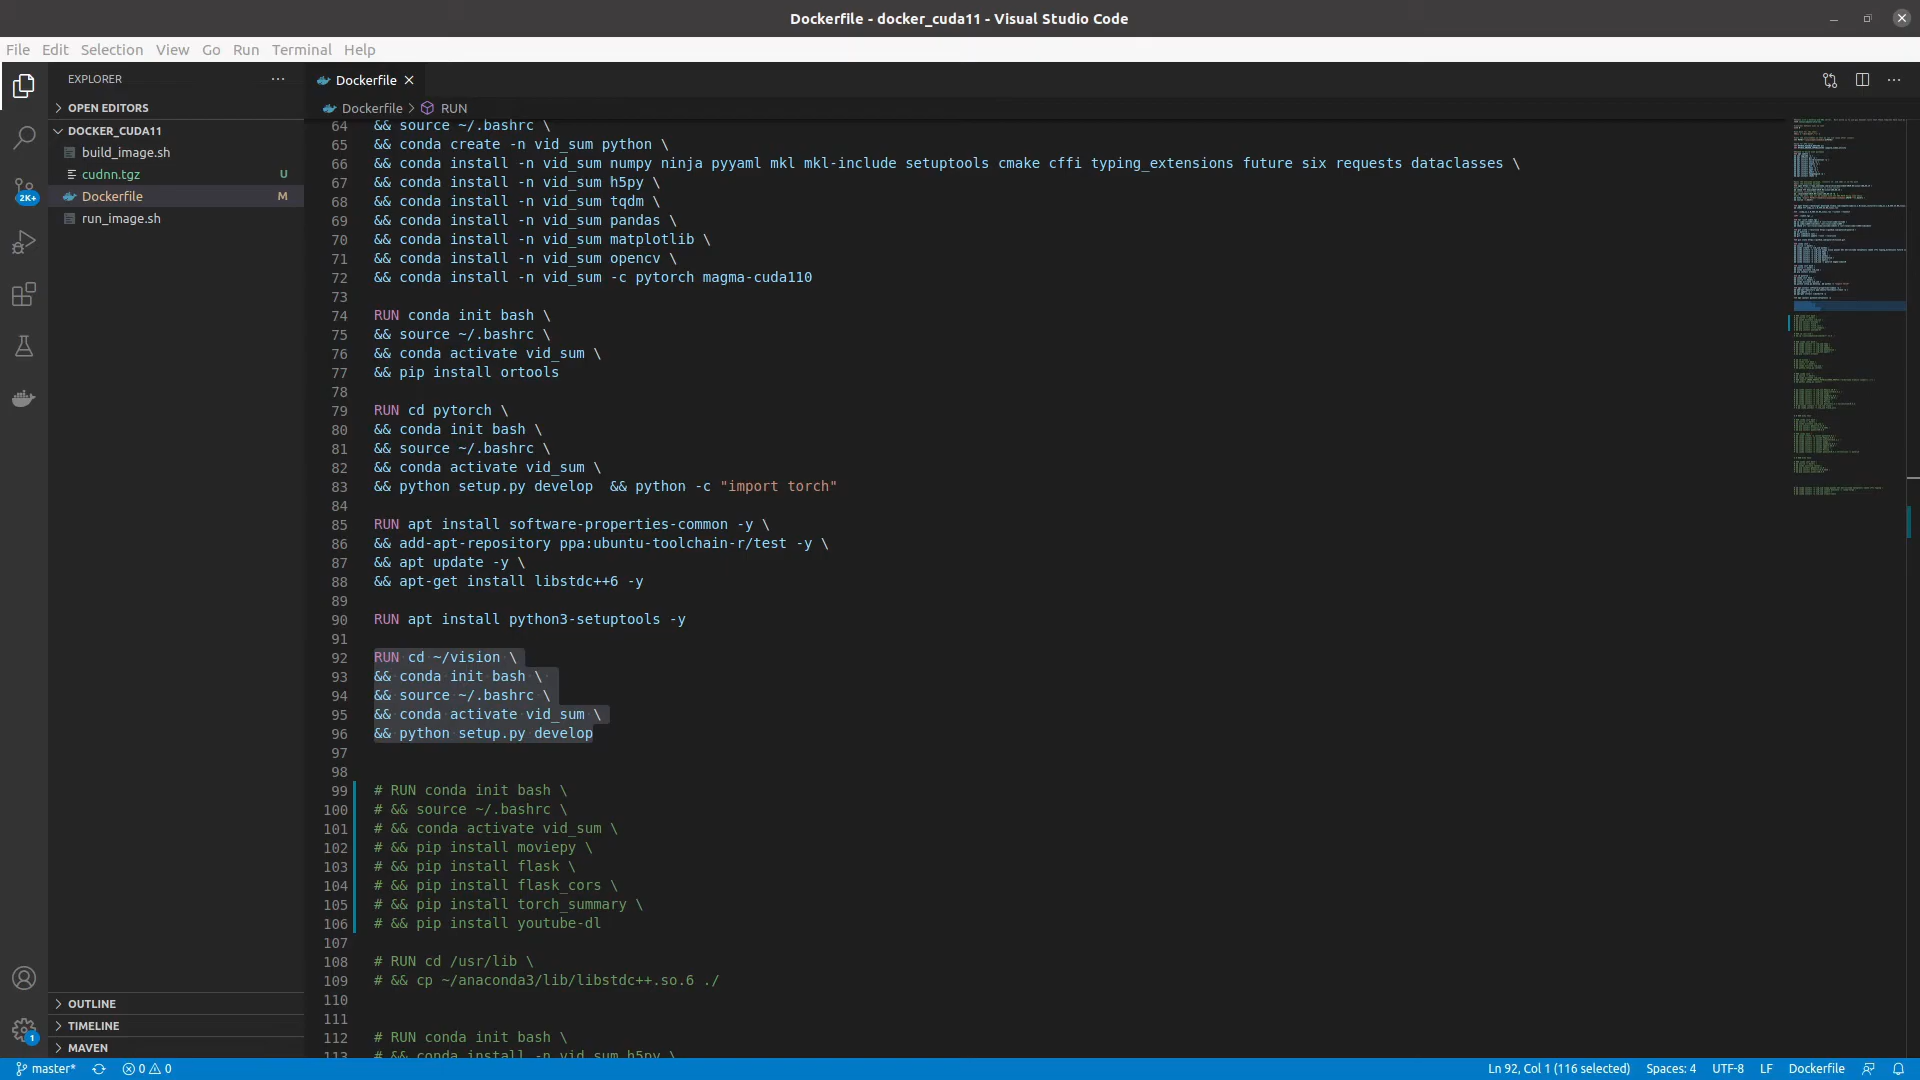 Dockerfile - docker_cuda11 - Visual Studio Code
File Edit Selection View Go Run Terminal Help
EXPLORER
OPEN EDITORS
DOCKER_CUDA11
build_image.sh
cudnn.tgz U
Dockerfile M
run_image.sh
2K+
1
OUTLINE
TIMELINE
MAVEN
Dockerfile
Dockerfile > RUN
64 && source ~/.bashrc \
65 && conda create -n vid_sum python \
66 && conda install -n vid_sum numpy ninja pyyaml mkl mkl-include setuptools cmake cffi typing_extensions future six requests dataclasses \
67 && conda install -n vid_sum h5py \
68 && conda install -n vid_sum tqdm \
69 && conda install -n vid_sum pandas \
70 && conda install -n vid_sum matplotlib \
71 && conda install -n vid_sum opencv \
72 && conda install -n vid_sum -c pytorch magma-cuda110
73
74 RUN conda init bash \
75 && source ~/.bashrc \
76 && conda activate vid_sum \
77 && pip install ortools
78
79 RUN cd pytorch \
80 && conda init bash \
81 && source ~/.bashrc \
82 && conda activate vid_sum \
83 && python setup.py develop  && python -c "import torch"
84
85 RUN apt install software-properties-common -y \
86 && add-apt-repository ppa:ubuntu-toolchain-r/test -y \
87 && apt update -y \
88 && apt-get install libstdc++6 -y
89
90 RUN apt install python3-setuptools -y
91
92 RUN cd ~/vision \
93 && conda init bash \
94 && source ~/.bashrc \
95 && conda activate vid_sum \
96 && python setup.py develop
97
98
99 # RUN conda init bash \
100 # && source ~/.bashrc \
101 # && conda activate vid_sum \
102 # && pip install moviepy \
103 # && pip install flask \
104 # && pip install flask_cors \
105 # && pip install torch_summary \
106 # && pip install youtube-dl
107
108 # RUN cd /usr/lib \
109 # && cp ~/anaconda3/lib/libstdc++.so.6 ./
110
111
112 # RUN conda init bash \
113 # && conda install -n vid_sum h5py \
master* 0 0 Ln 92, Col 1 (116 selected) Spaces: 4 UTF-8 LF Dockerfile